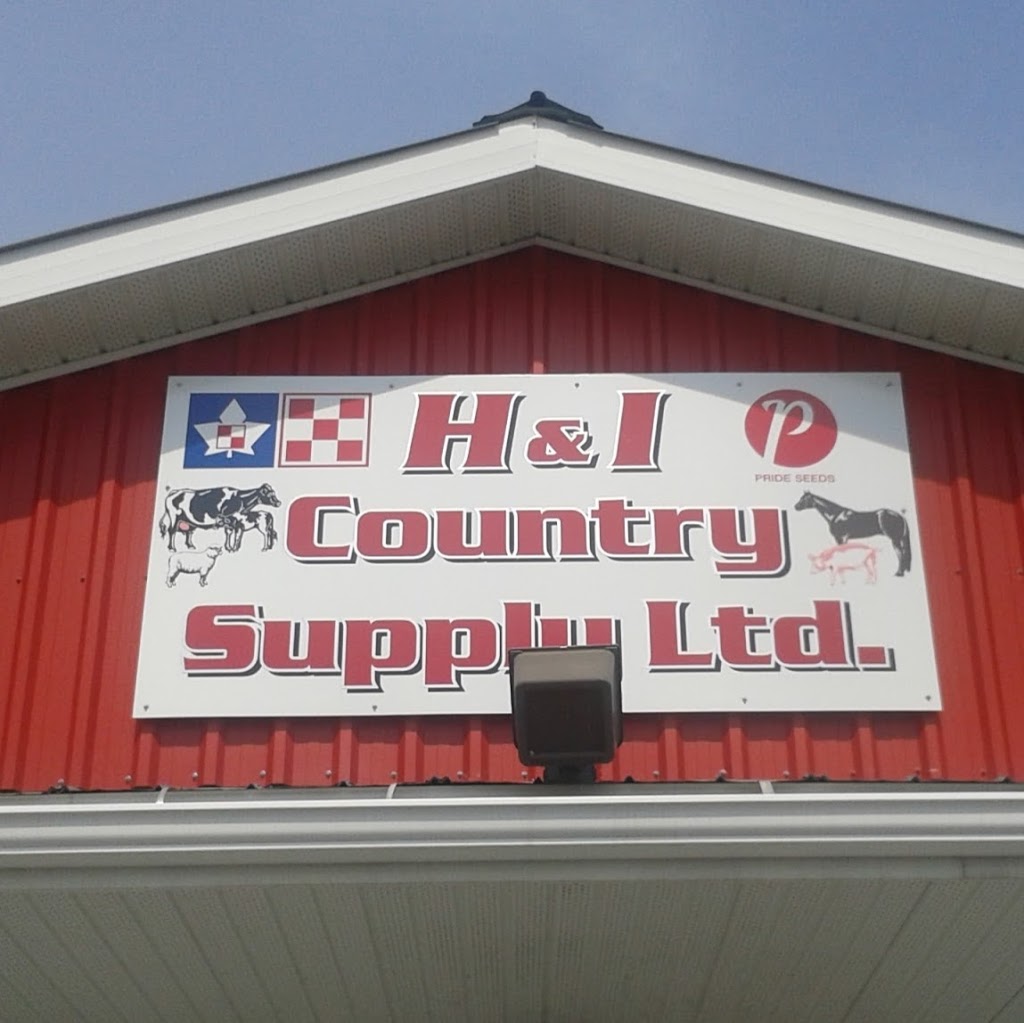 H & I
PRIDE SEEDS
Country
Supply Ltd.